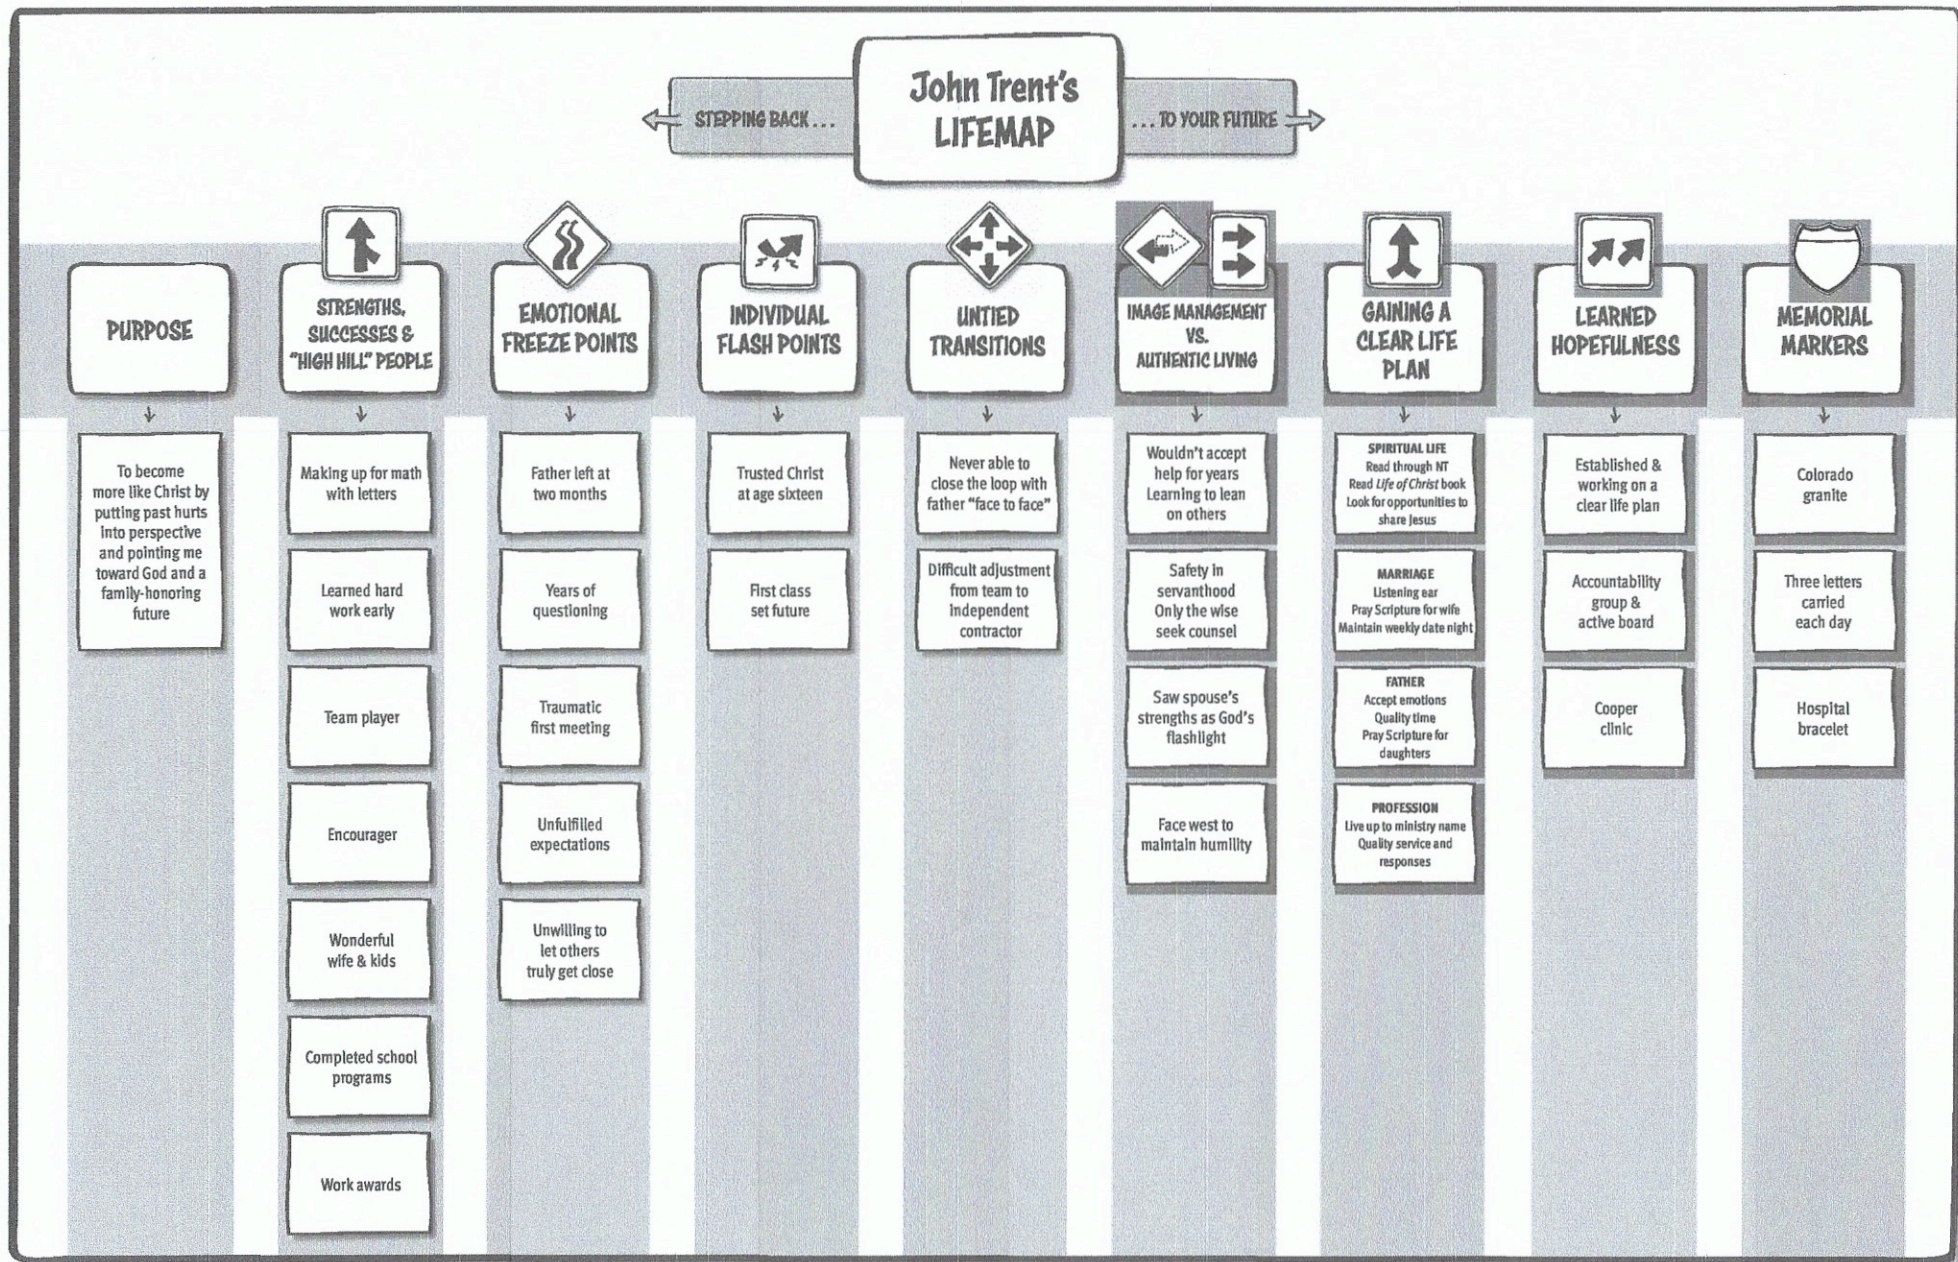 John Trent's
LIFEMAP
STEPPING BACK...
...TO YOUR FUTURE
PURPOSE
To become
more like Christ by
putting past hurts
into perspective
and pointing me
toward God and a
family-honoring
future
STRENGTHS,
SUCCESSES &
"HIGH HILL" PEOPLE
Making up for math
with letters
Learned hard
work early
Team player
Encourager
Wonderful
wife & kids
Completed school
programs
Work awards
EMOTIONAL
FREEZE POINTS
Father left at
two months
Years of
questioning
Traumatic
first meeting
Unfulfilled
expectations
Unwilling to
let others
truly get close
INDIVIDUAL
FLASH POINTS
Trusted Christ
at age sixteen
First class
set future
UNTIED
TRANSITIONS
Never able to
close the loop with
father "face to face"
Difficult adjustment
from team to
independent
contractor
IMAGE MANAGEMENT
VS.
AUTHENTIC LIVING
Wouldn't accept
help for years
Learning to lean
on others
Safety in
servanthood
Only the wise
seek counsel
Saw spouse's
strengths as God's
flashlight
Face west to
maintain humility
GAINING A
CLEAR LIFE
PLAN
SPIRITUAL LIFE
Read through NT
Read Life of Christ book
Look for opportunities to
share Jesus
MARRIAGE
Listening ear
Pray Scripture for wife
Maintain weekly date night
FATHER
Accept emotions
Quality time
Pray Scripture for
daughters
PROFESSION
Live up to ministry name
Quality service and
responses
LEARNED
HOPEFULNESS
Established &
working on a
clear life plan
Accountability
group &
active board
Cooper
clinic
MEMORIAL
MARKERS
Colorado
granite
Three letters
carried
each day
Hospital
bracelet